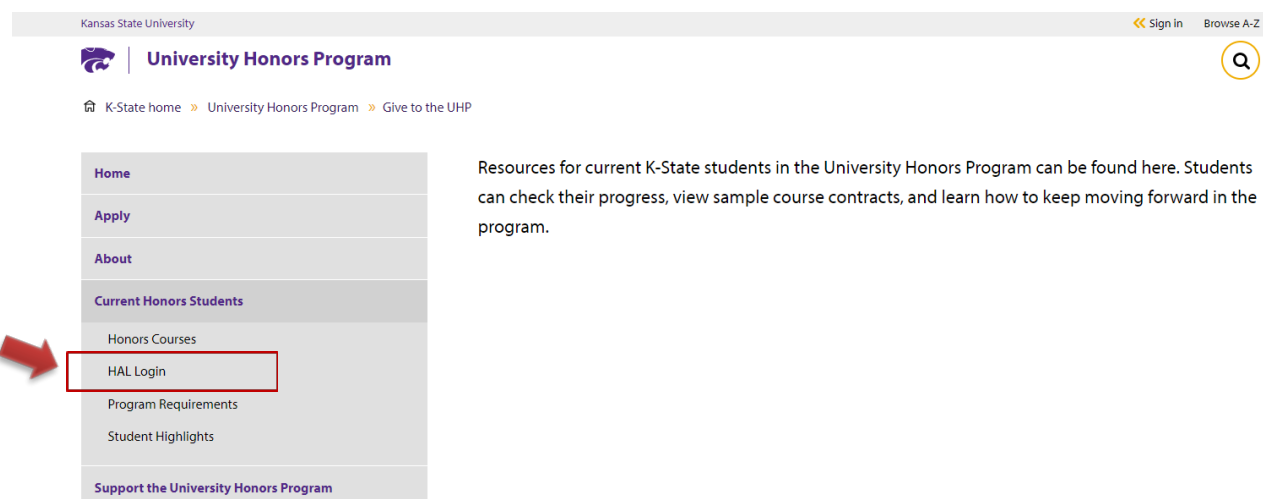 Kansas State University
« Sign in Browse A-Z
University Honors Program
K-State home » University Honors Program » Give to the UHP
Home
Apply
About
Current Honors Students
Honors Courses
HAL Login
Program Requirements
Student Highlights
Support the University Honors Program
Resources for current K-State students in the University Honors Program can be found here. Students
can check their progress, view sample course contracts, and learn how to keep moving forward in the
program.